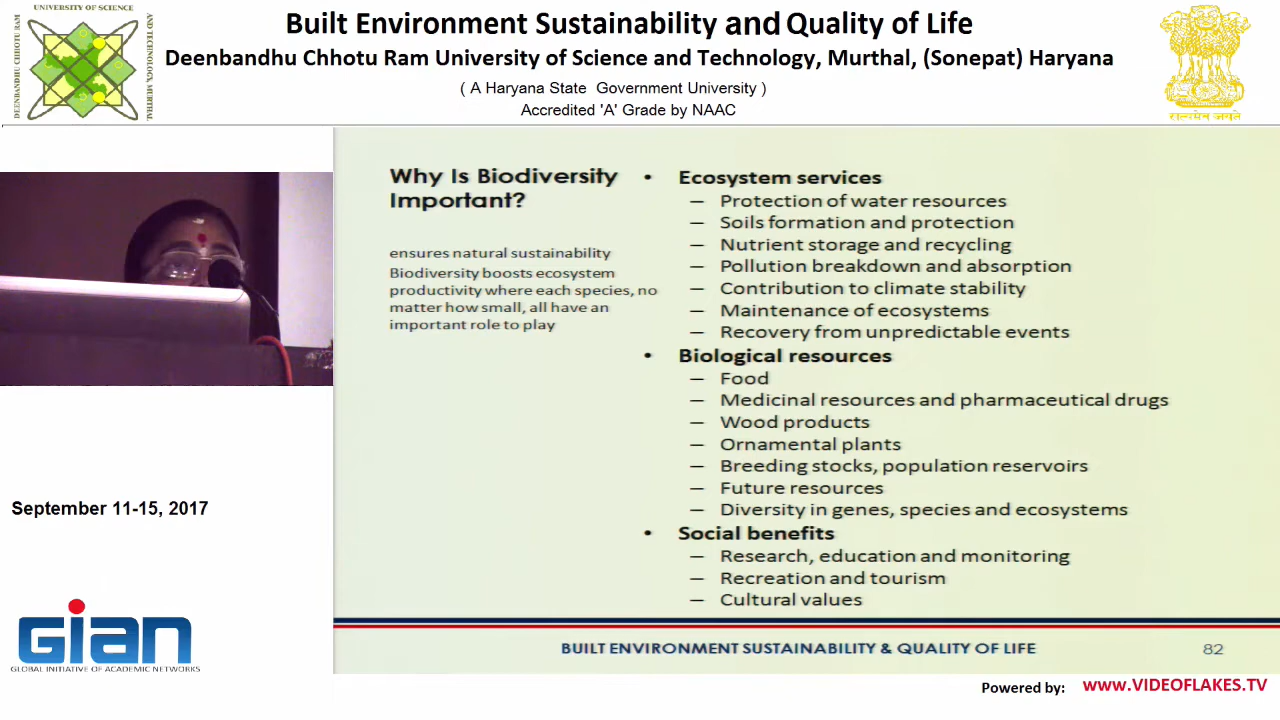 Built Environment Sustainability and Quality of Life
Deenbandhu Chhotu Ram University of Science and Technology, Murthal, (Sonepat) Haryana
( A Haryana State Government University )
Accredited 'A' Grade by NAAC
UNIVERSITY OF SCIENCE
AND TECHNOLOGY, MURTHAL
DEENBANDHU CHHOTU RAM
सत्यमेव जयते
Why Is Biodiversity
Important?
ensures natural sustainability
Biodiversity boosts ecosystem
productivity where each species, no
matter how small, all have an
important role to play
• Ecosystem services
– Protection of water resources
– Soils formation and protection
– Nutrient storage and recycling
– Pollution breakdown and absorption
– Contribution to climate stability
– Maintenance of ecosystems
– Recovery from unpredictable events
• Biological resources
– Food
– Medicinal resources and pharmaceutical drugs
– Wood products
– Ornamental plants
– Breeding stocks, population reservoirs
– Future resources
– Diversity in genes, species and ecosystems
• Social benefits
– Research, education and monitoring
– Recreation and tourism
– Cultural values
September 11-15, 2017
GIAN
GLOBAL INITIATIVE OF ACADEMIC NETWORKS
BUILT ENVIRONMENT SUSTAINABILITY & QUALITY OF LIFE
82
Powered by: www.VIDEOFLAKES.TV